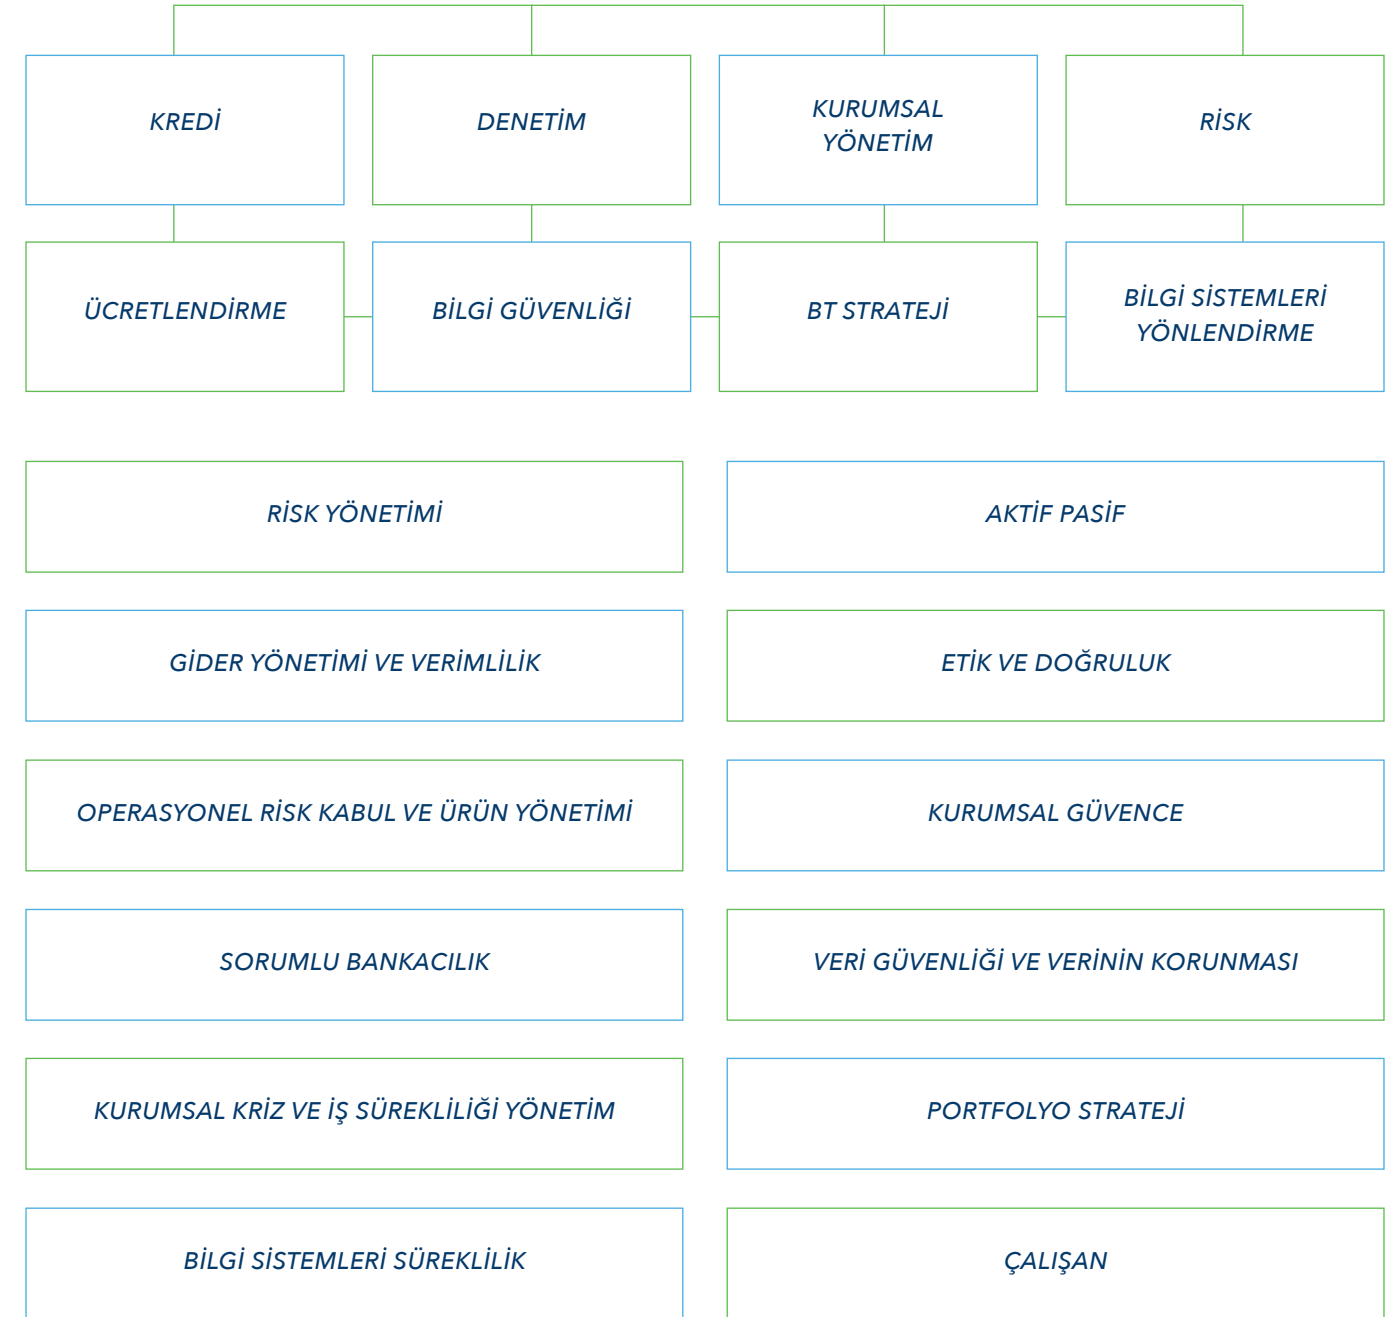 KREDİ
DENETİM
KURUMSAL
YÖNETİM
RİSK
ÜCRETLENDİRME
BİLGİ GÜVENLİĞİ
BT STRATEJİ
BİLGİ SİSTEMLERİ
YÖNLENDİRME
RİSK YÖNETİMİ
AKTİF PASİF
GİDER YÖNETİMİ VE VERİMLİLİK
ETİK VE DOĞRULUK
OPERASYONEL RİSK KABUL VE ÜRÜN YÖNETİMİ
KURUMSAL GÜVENCE
SORUMLU BANKACILIK
VERİ GÜVENLİĞİ VE VERİNİN KORUNMASI
KURUMSAL KRİZ VE İŞ SÜREKLİLİĞİ YÖNETİM
PORTFOLYO STRATEJİ
BİLGİ SİSTEMLERİ SÜREKLİLİK
ÇALIŞAN